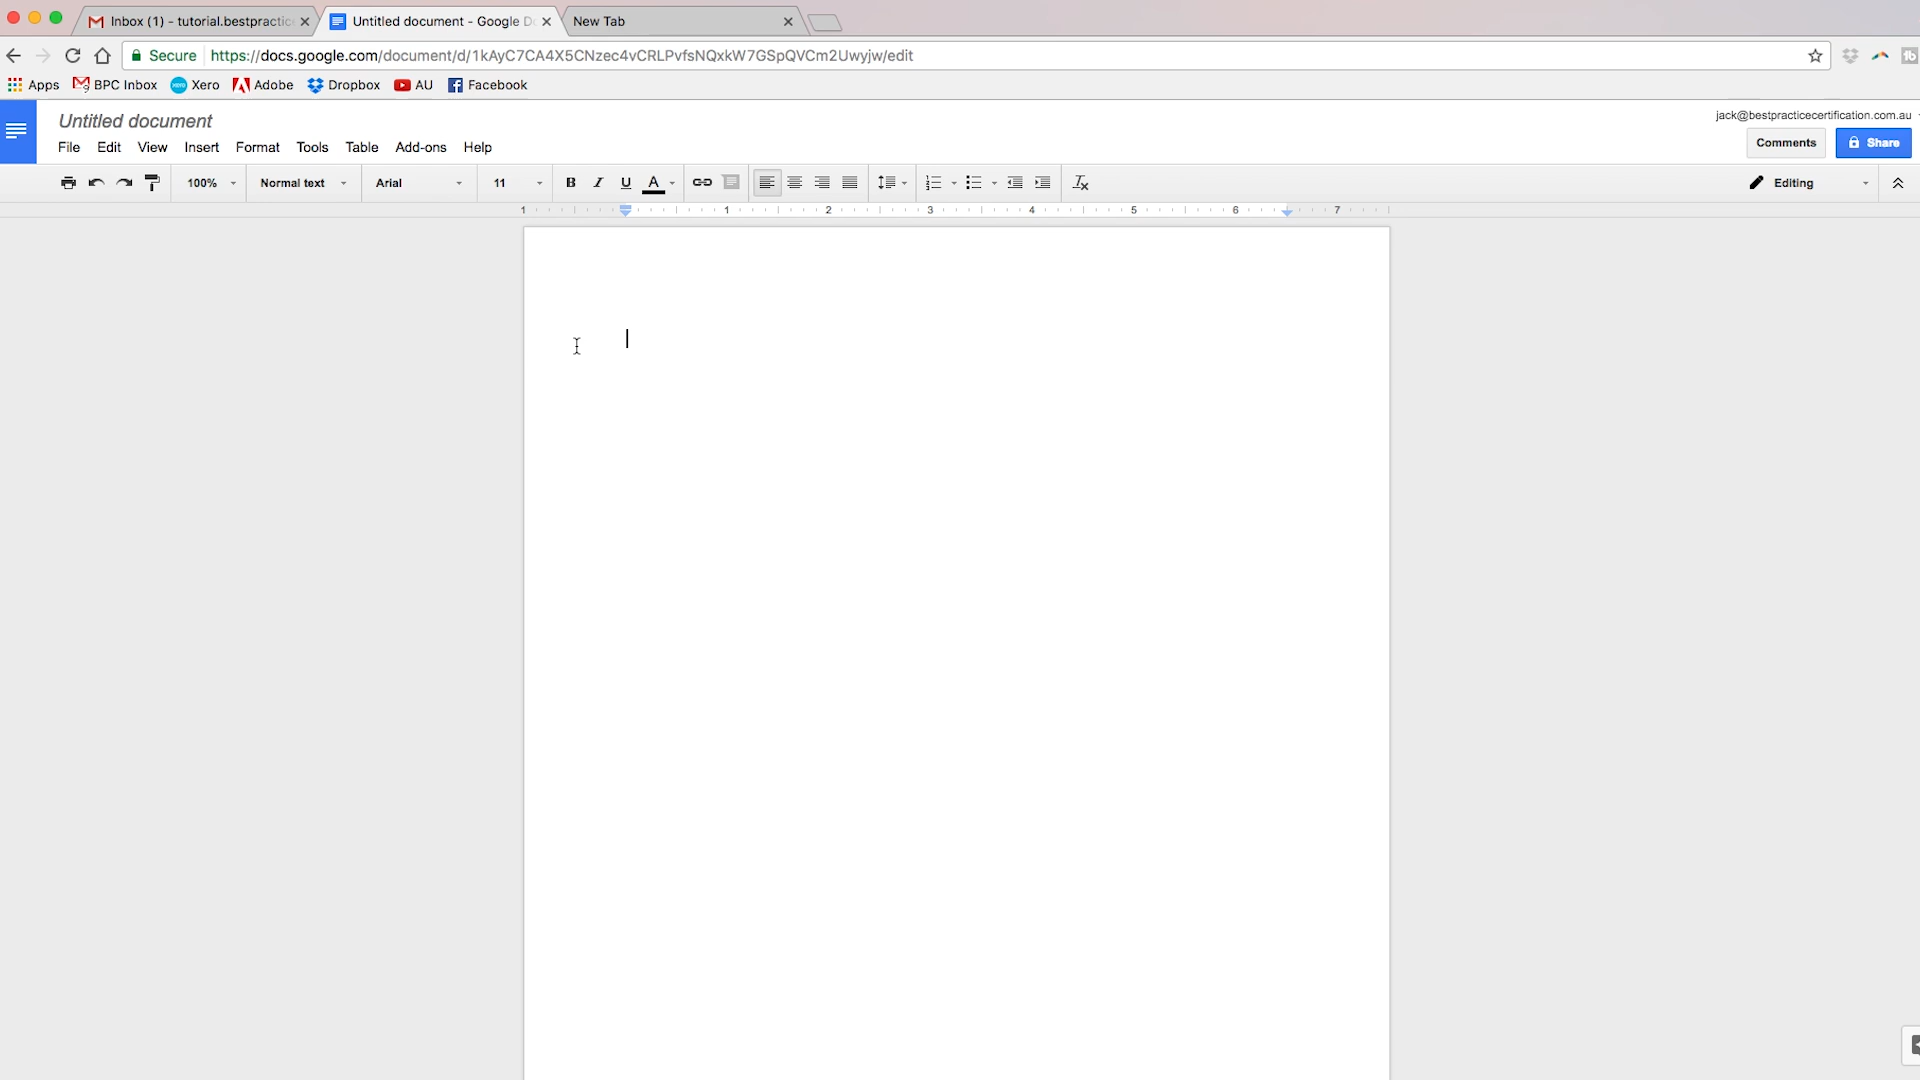 Inbox (1) - tutorial.bestpractic
Untitled document - Google D
New Tab
Secure https://docs.google.com/document/d/1kAyC7CA4X5CNzec4vCRLPvfsNQxkW7GSpQVCm2Uwyjw/edit
Apps BPC Inbox Xero Adobe Dropbox AU Facebook
Untitled document
jack@bestpracticecertification.com.au
File Edit View Insert Format Tools Table Add-ons Help
Comments Share
100% Normal text Arial 11 B I U A Editing
1 1 2 3 4 5 6 7